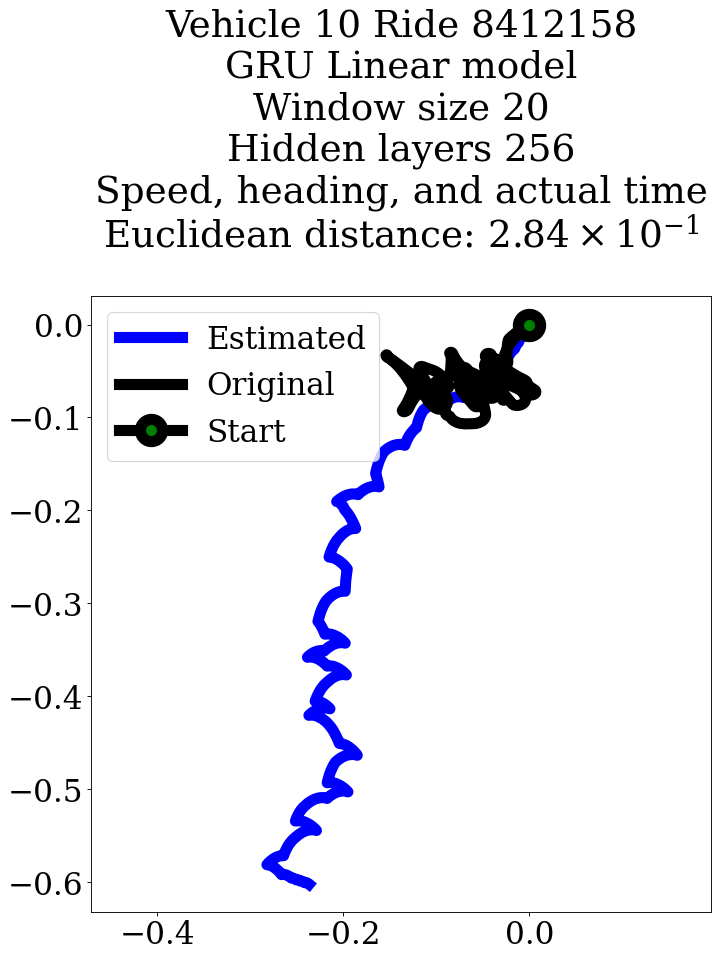 Vehicle 10 Ride 8412158
GRU Linear model
Window size 20
Hidden layers 256
Speed, heading, and actual time
Euclidean distance: 2.84 × 10⁻¹
Estimated
Original
Start
0.0
−0.1
−0.2
−0.3
−0.4
−0.5
−0.6
−0.4
−0.2
0.0